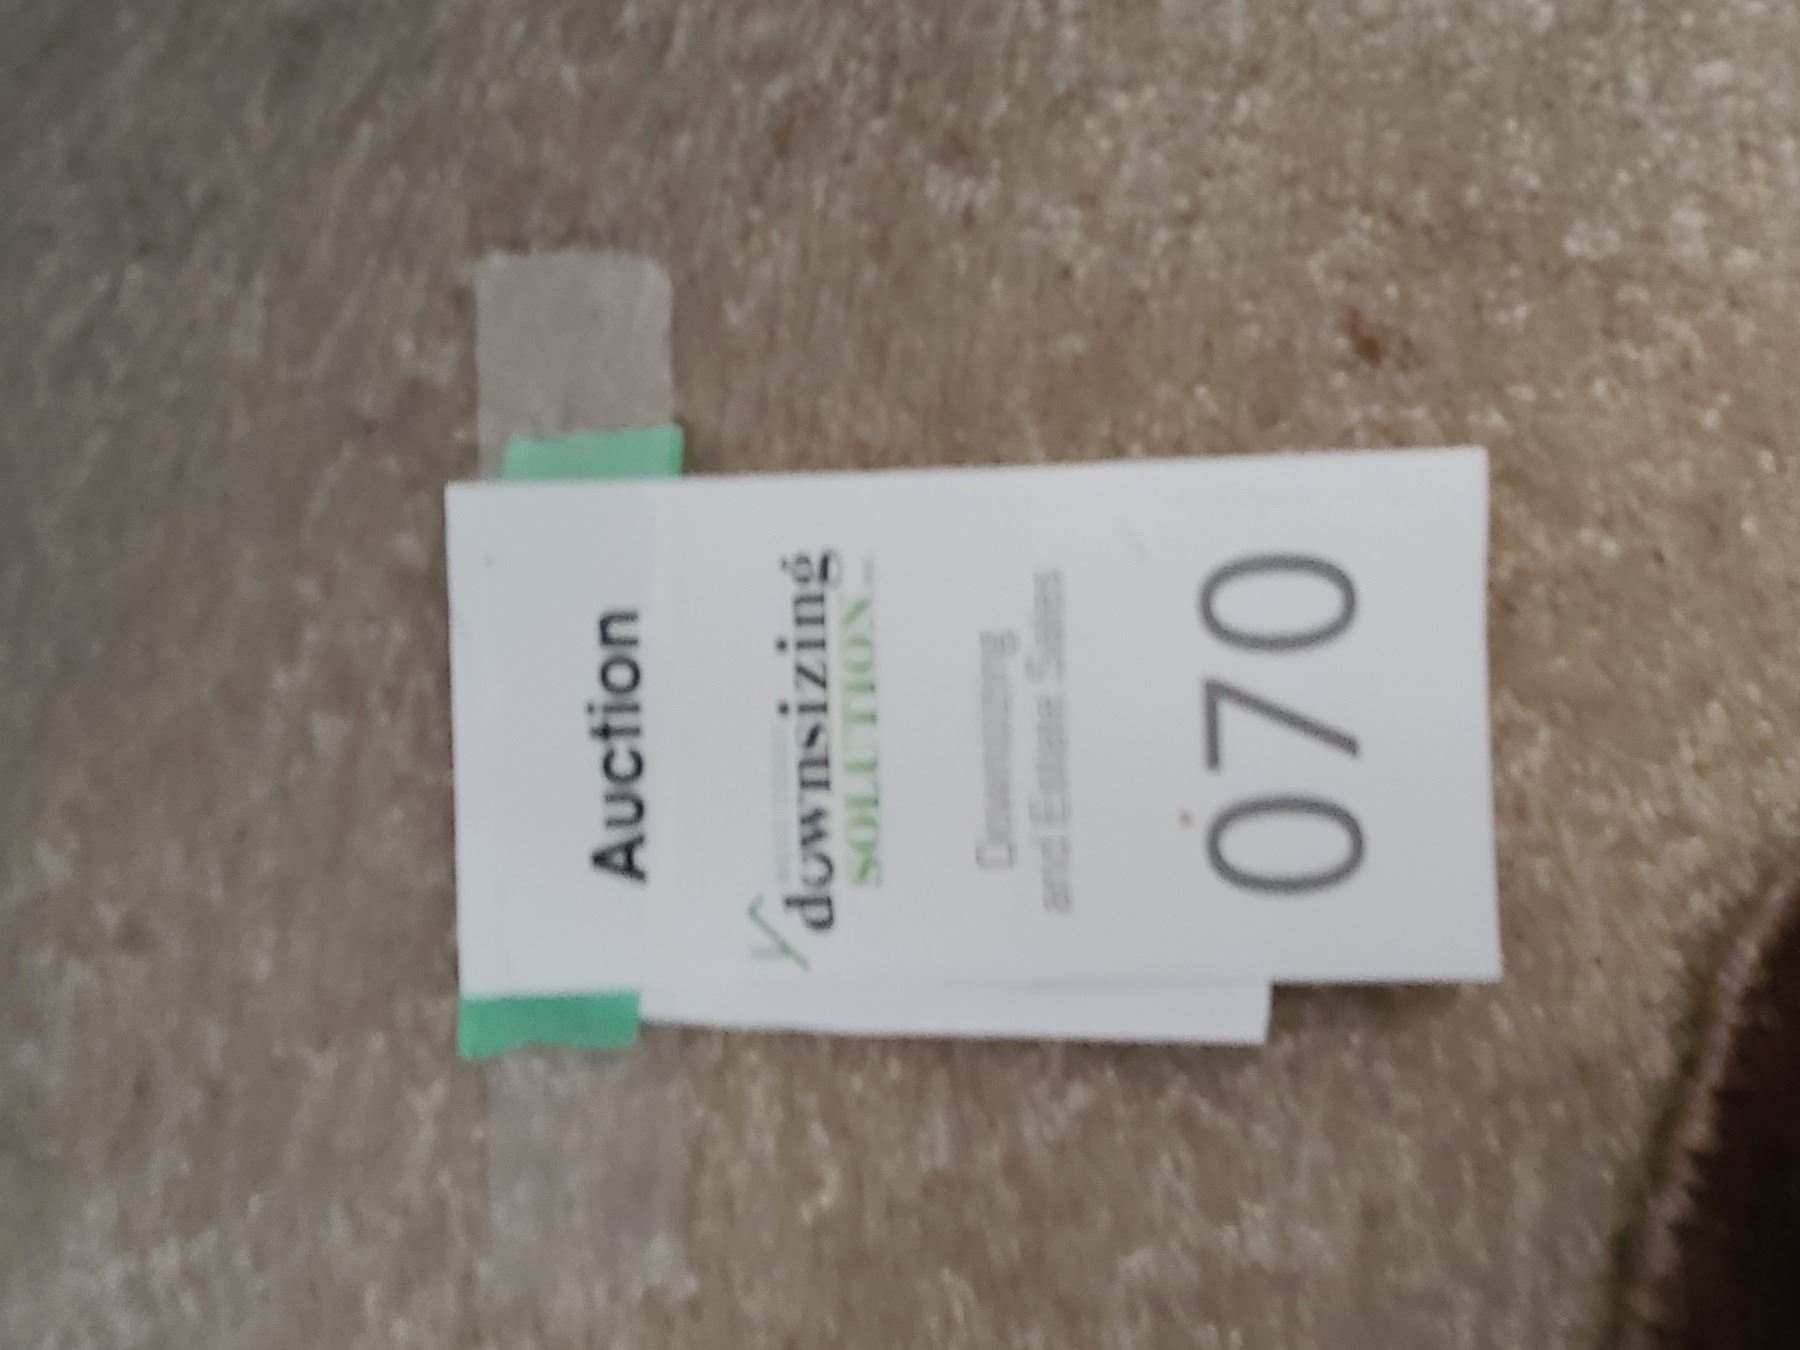 Auction
downsizing
SOLUTION
Downsizing
and Estate Sales
070